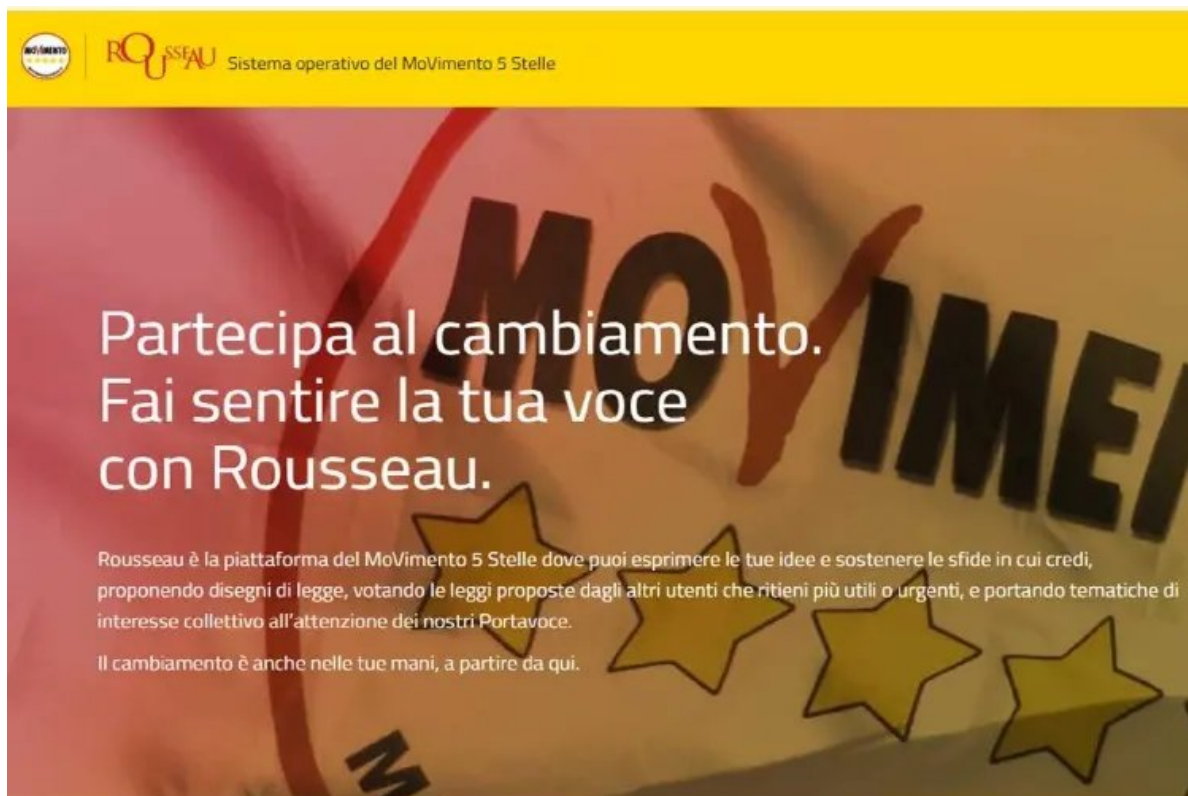 MOVIMENTO
ROUSSEAU Sistema operativo del MoVimento 5 Stelle
MOVIME
Partecipa al cambiamento.
Fai sentire la tua voce
con Rousseau.
Rousseau è la piattaforma del MoVimento 5 Stelle dove puoi esprimere le tue idee e sostenere le sfide in cui credi,
proponendo disegni di legge, votando le leggi proposte dagli altri utenti che ritieni più utili o urgenti, e portando tematiche di
interesse collettivo all'attenzione dei nostri Portavoce.
Il cambiamento è anche nelle tue mani, a partire da qui.
M